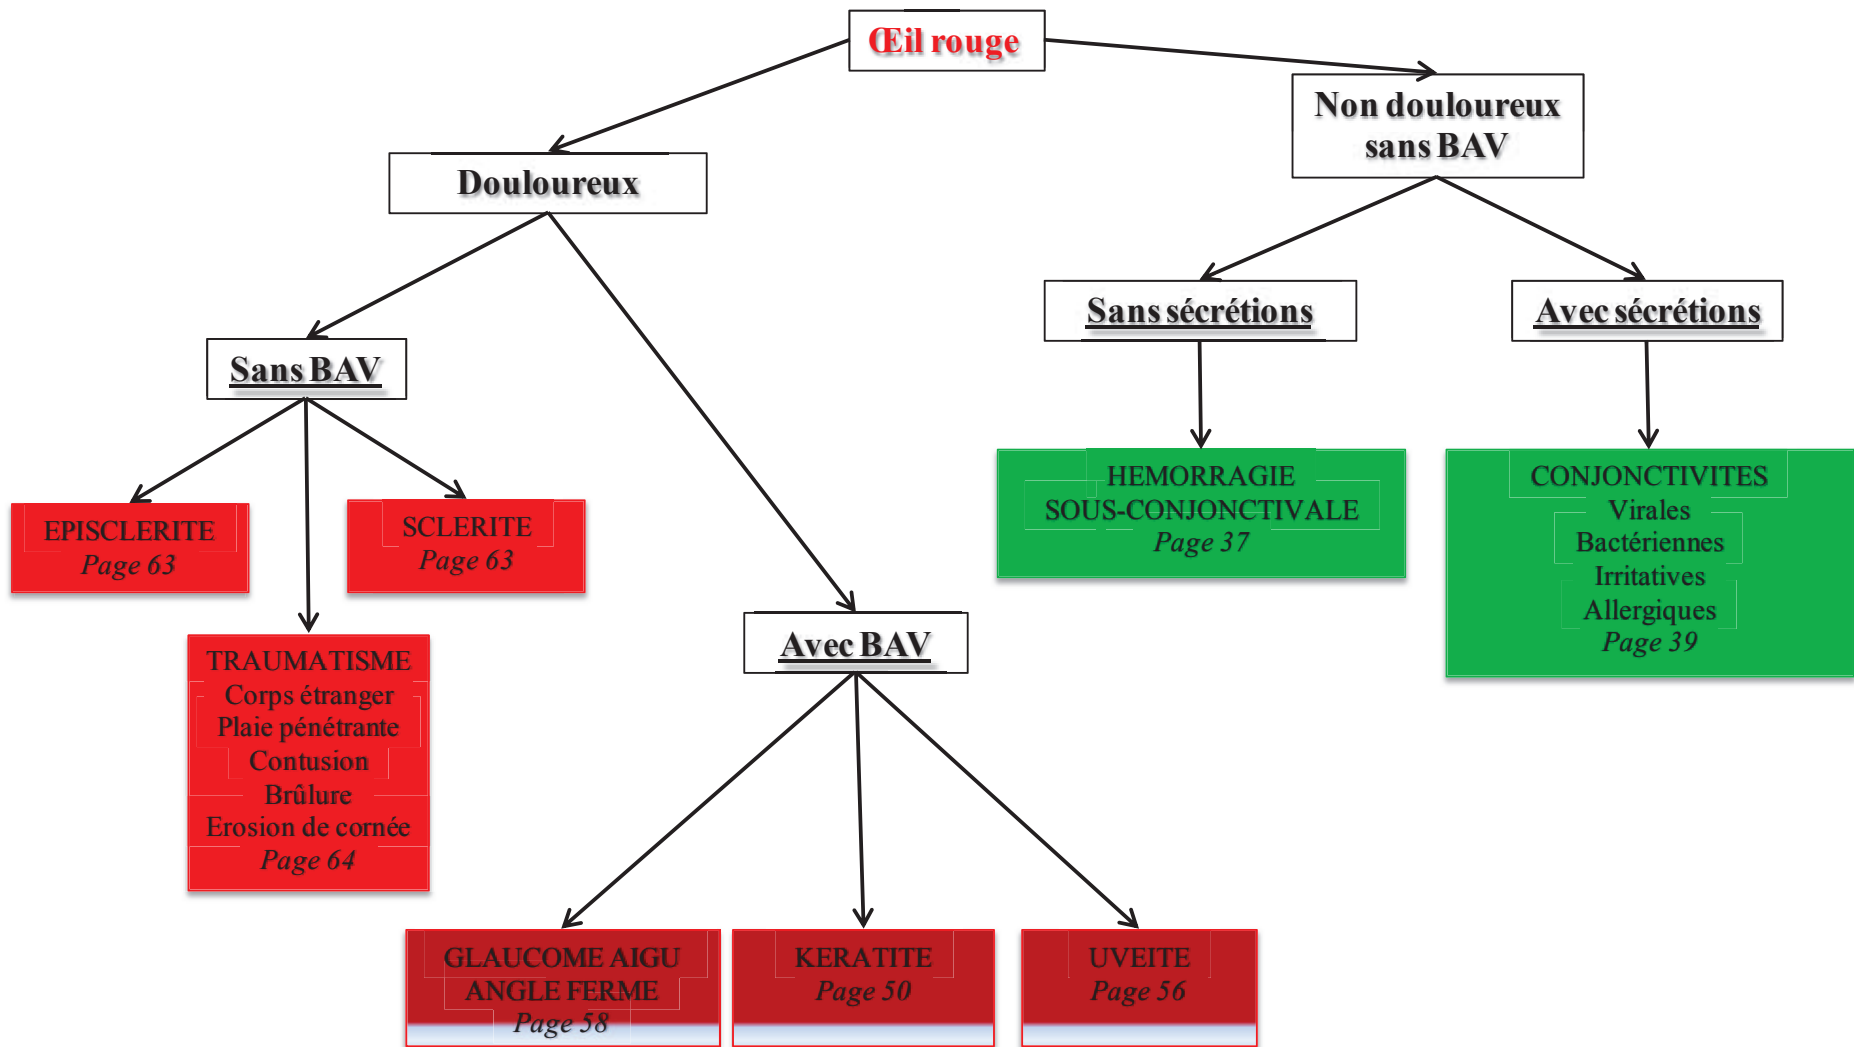 Œil rouge
Non douloureux
sans BAV
Douloureux
Sans sécrétions
Avec sécrétions
Sans BAV
HEMORRAGIE
SOUS-CONJONCTIVALE
Page 37
CONJONCTIVITES
Virales
Bactériennes
Irritatives
Allergiques
Page 39
EPISCLERITE
Page 63
SCLERITE
Page 63
TRAUMATISME
Corps étranger
Plaie pénétrante
Contusion
Brûlure
Erosion de cornée
Page 64
Avec BAV
GLAUCOME AIGU
ANGLE FERME
Page 58
KERATITE
Page 50
UVEITE
Page 56